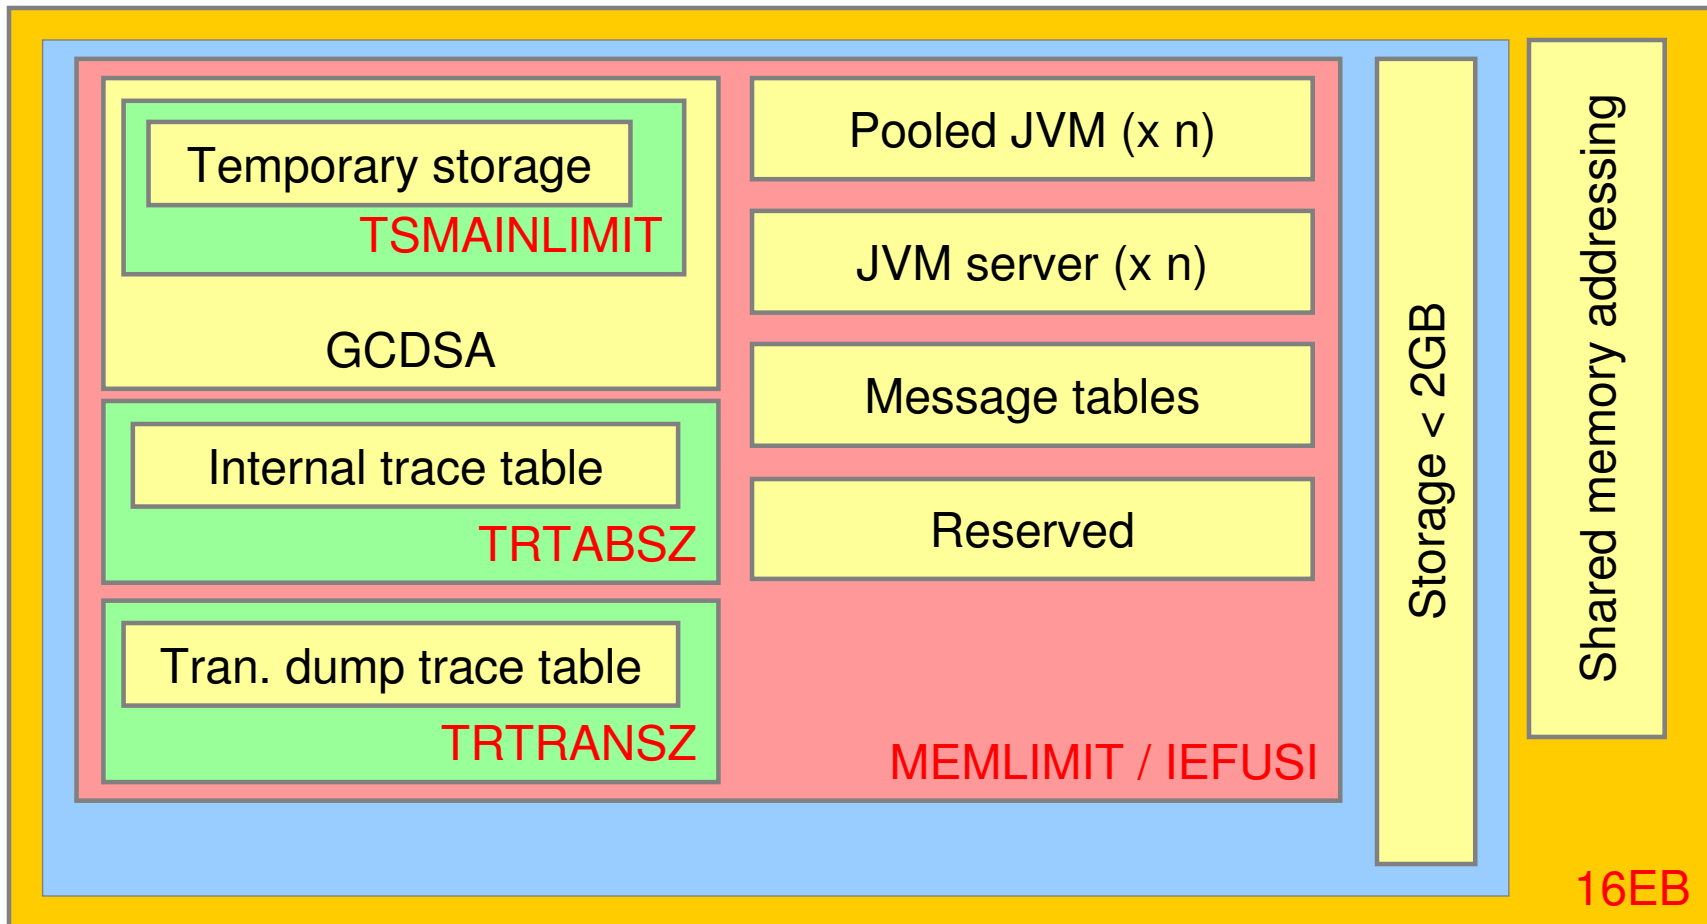 Temporary storage
TSMAINLIMIT
GCDSA
Internal trace table
TRTABSZ
Tran. dump trace table
TRTRANSZ
Pooled JVM (x n)
JVM server (x n)
Message tables
Reserved
MEMLIMIT / IEFUSI
Storage < 2GB
Shared memory addressing
16EB